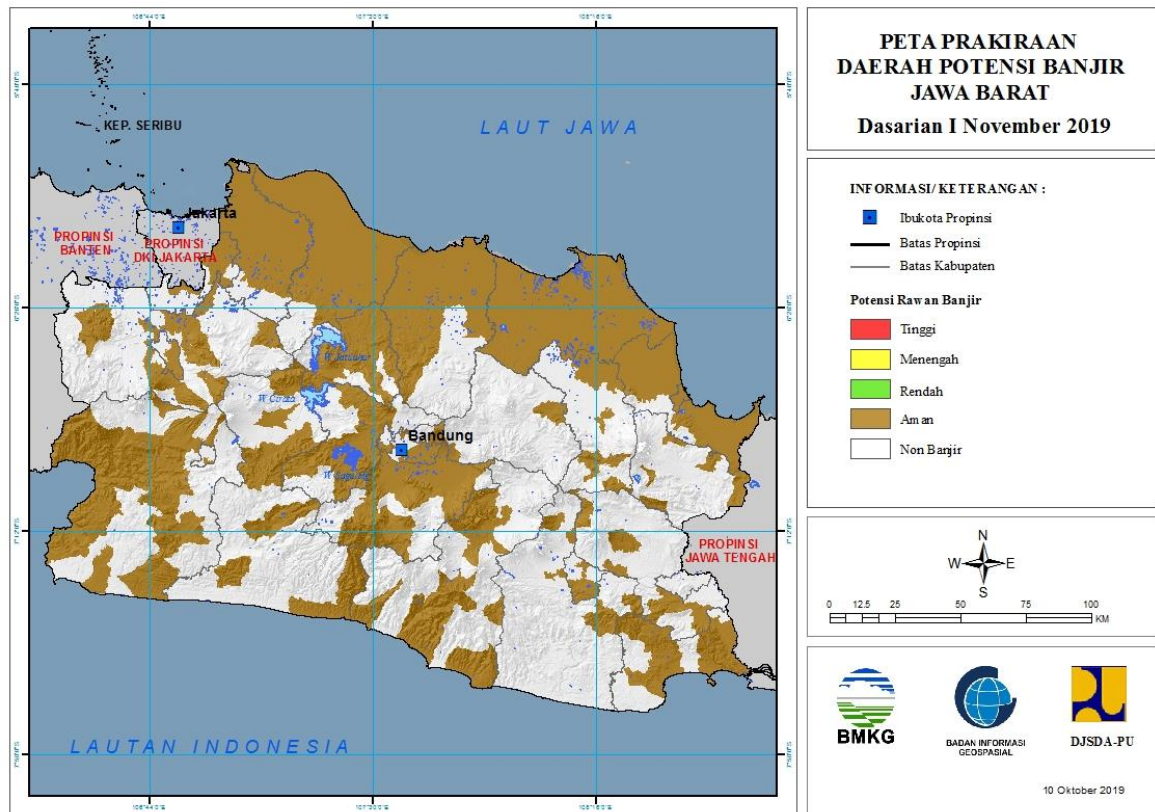 PETA PRAKIRAAN
DAERAH POTENSI BANJIR
JAWA BARAT
Dasarian I November 2019
INFORMASI/ KETERANGAN :
Ibukota Propinsi
Batas Propinsi
Batas Kabupaten
Potensi Rawan Banjir
Tinggi
Menengah
Rendah
Aman
Non Banjir
N
W E
S
0 12.5 25 50 75 100
KM
BMKG
BADAN INFORMASI
GEOSPASIAL
DJSDA-PU
10 Oktober 2019
KEP. SERIBU
LAUT JAWA
Jakarta
PROPINSI
BANTEN
PROPINSI
DKI JAKARTA
W Cirata
Bandung
PROPINSI
JAWA TENGAH
LAUTAN INDONESIA